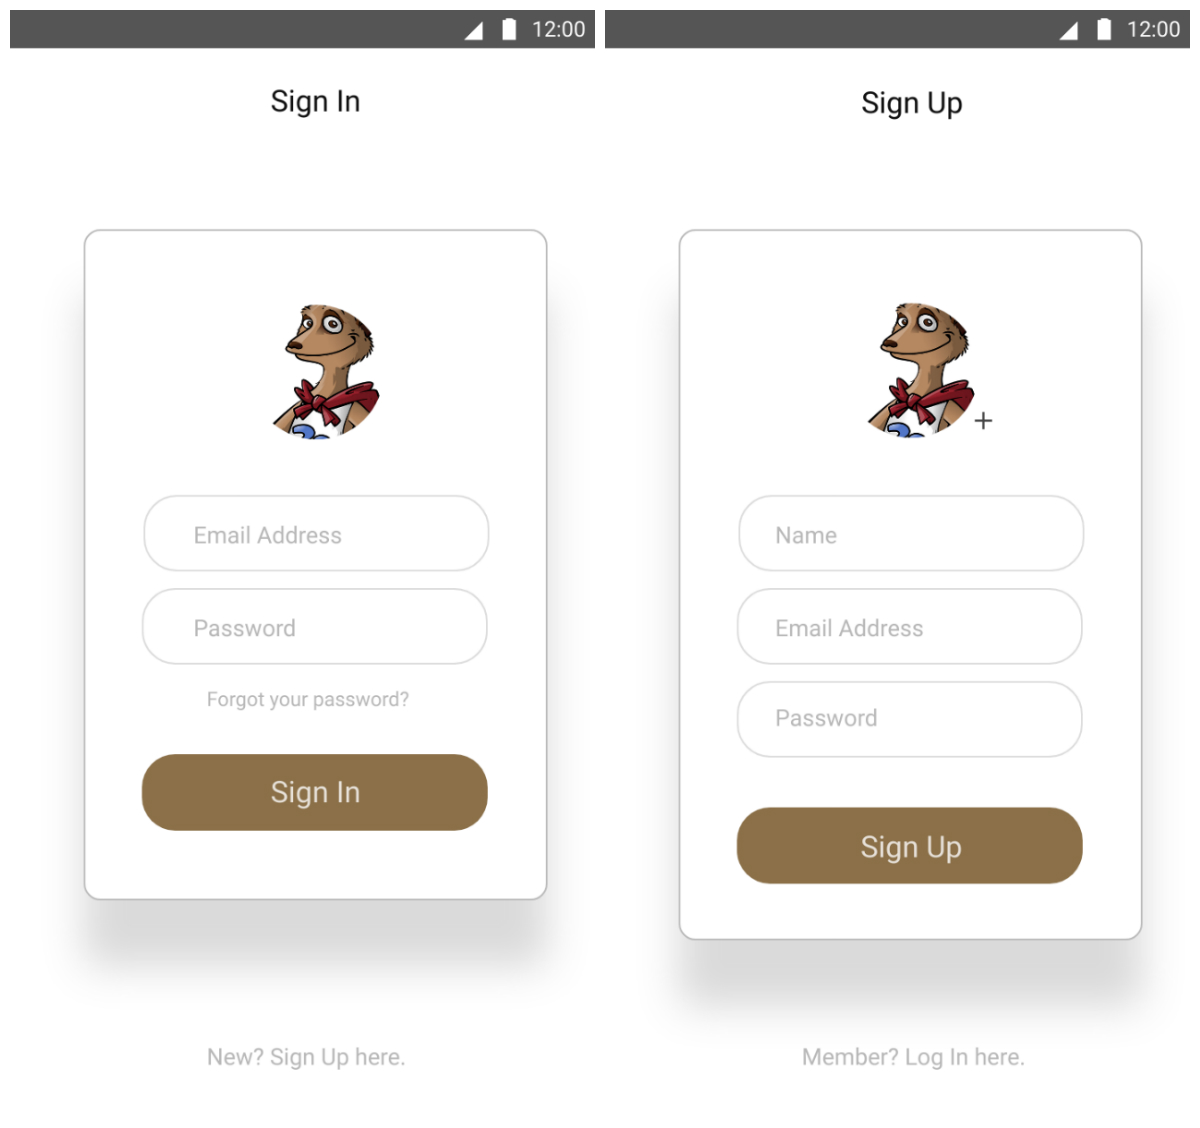 12:00
Sign In
Email Address
Password
Forgot your password?
Sign In
New? Sign Up here.
12:00
Sign Up
+
Name
Email Address
Password
Sign Up
Member? Log In here.